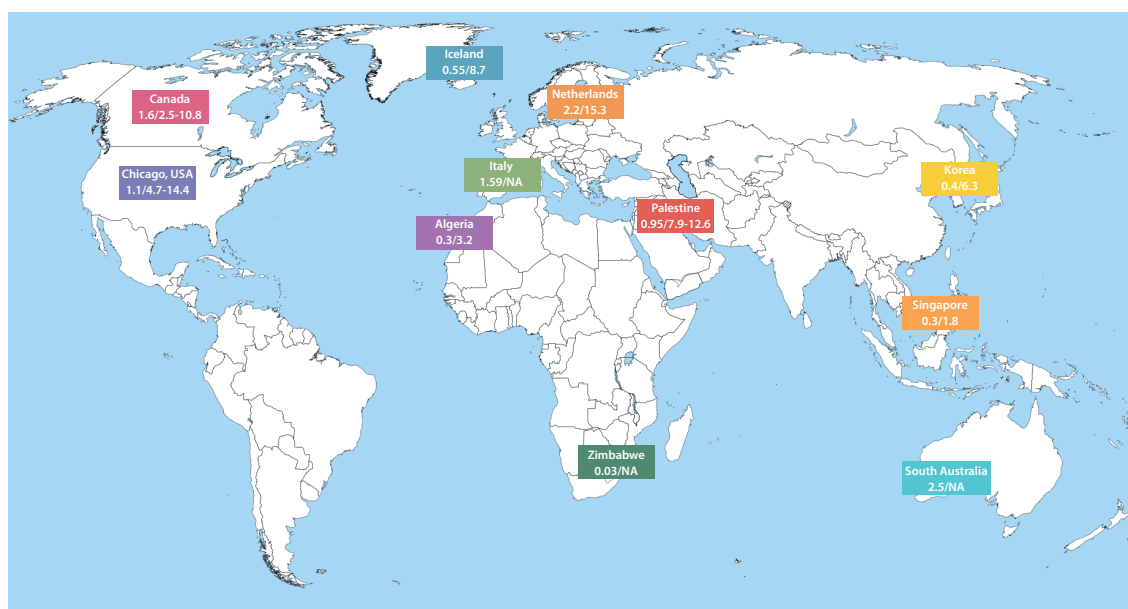 Iceland
0.55/8.7
Canada
1.6/2.5-10.8
Netherlands
2.2/15.3
Chicago, USA
1.1/4.7-14.4
Italy
1.59/NA
Korea
0.4/6.3
Palestine
0.95/7.9-12.6
Algeria
0.3/3.2
Singapore
0.3/1.8
Zimbabwe
0.03/NA
South Australia
2.5/NA